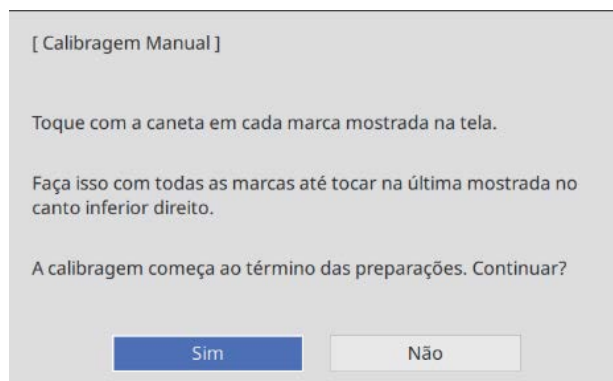 [ Calibragem Manual ]
Toque com a caneta em cada marca mostrada na tela.
Faça isso com todas as marcas até tocar na última mostrada no
canto inferior direito.
A calibragem começa ao término das preparações. Continuar?
Sim
Não